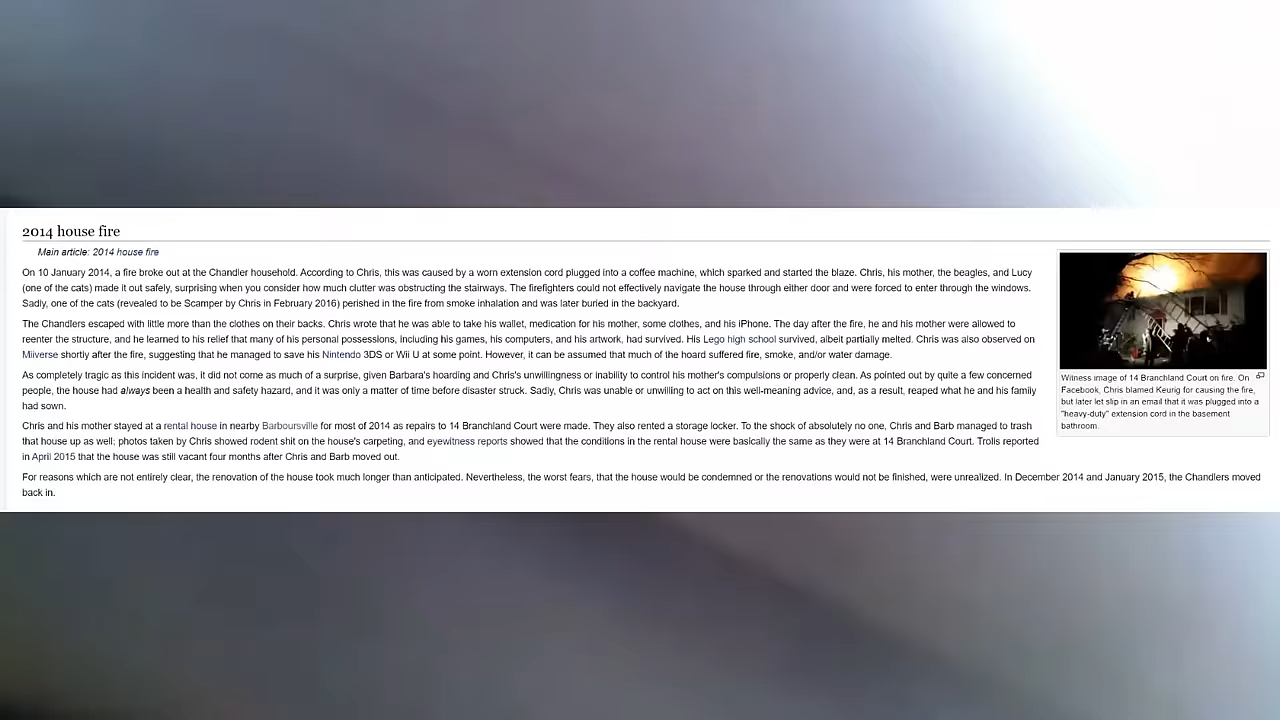 2014 house fire
Main article: 2014 house fire
On 10 January 2014, a fire broke out at the Chandler household. According to Chris, this was caused by a worn extension cord plugged into a coffee machine, which sparked and started the blaze. Chris, his mother, the beagles, and Lucy
(one of the cats) made it out safely, surprising when you consider how much clutter was obstructing the stairways. The firefighters could not effectively navigate the house through either door and were forced to enter through the windows.
Sadly, one of the cats (revealed to be Scamper by Chris in February 2016) perished in the fire from smoke inhalation and was later buried in the backyard.
The Chandlers escaped with little more than the clothes on their backs. Chris wrote that he was able to take his wallet, medication for his mother, some clothes, and his iPhone. The day after the fire, he and his mother were allowed to
reenter the structure, and he learned to his relief that many of his personal possessions, including his games, his computers, and his artwork, had survived. His Lego high school survived, albeit partially melted. Chris was also observed on
Miiverse shortly after the fire, suggesting that he managed to save his Nintendo 3DS or Wii U at some point. However, it can be assumed that much of the hoard suffered fire, smoke, and/or water damage.
As completely tragic as this incident was, it did not come as much of a surprise, given Barbara's hoarding and Chris's unwillingness or inability to control his mother's compulsions or properly clean. As pointed out by quite a few concerned
people, the house had always been a health and safety hazard, and it was only a matter of time before disaster struck. Sadly, Chris was unable or unwilling to act on this well-meaning advice, and, as a result, reaped what he and his family
had sown.
Chris and his mother stayed at a rental house in nearby Barboursville for most of 2014 as repairs to 14 Branchland Court were made. They also rented a storage locker. To the shock of absolutely no one, Chris and Barb managed to trash
that house up as well; photos taken by Chris showed rodent shit on the house's carpeting, and eyewitness reports showed that the conditions in the rental house were basically the same as they were at 14 Branchland Court. Trolls reported
in April 2015 that the house was still vacant four months after Chris and Barb moved out.
For reasons which are not entirely clear, the renovation of the house took much longer than anticipated. Nevertheless, the worst fears, that the house would be condemned or the renovations would not be finished, were unrealized. In December 2014 and January 2015, the Chandlers moved
back in.
Witness image of 14 Branchland Court on fire. On
Facebook, Chris blamed Keurig for causing the fire,
but later let slip in an email that it was plugged into a
"heavy-duty" extension cord in the basement
bathroom.